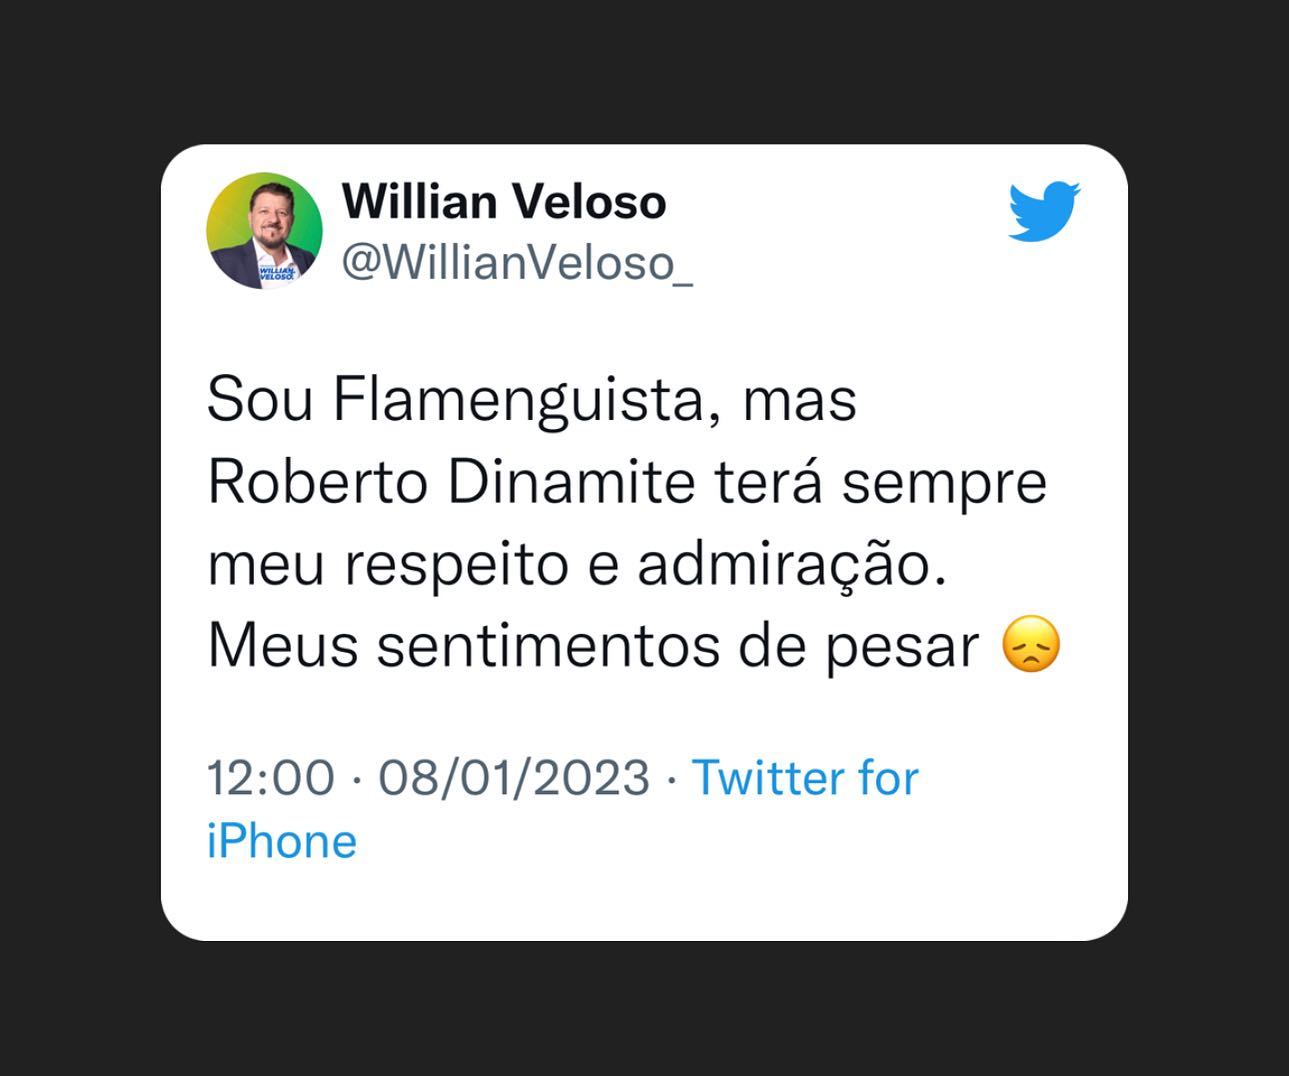 Willian Veloso
@WillianVeloso_
WILLIAN
VELOSO
Sou Flamenguista, mas
Roberto Dinamite terá sempre
meu respeito e admiração.
Meus sentimentos de pesar 😞
12:00 · 08/01/2023 · Twitter for
iPhone